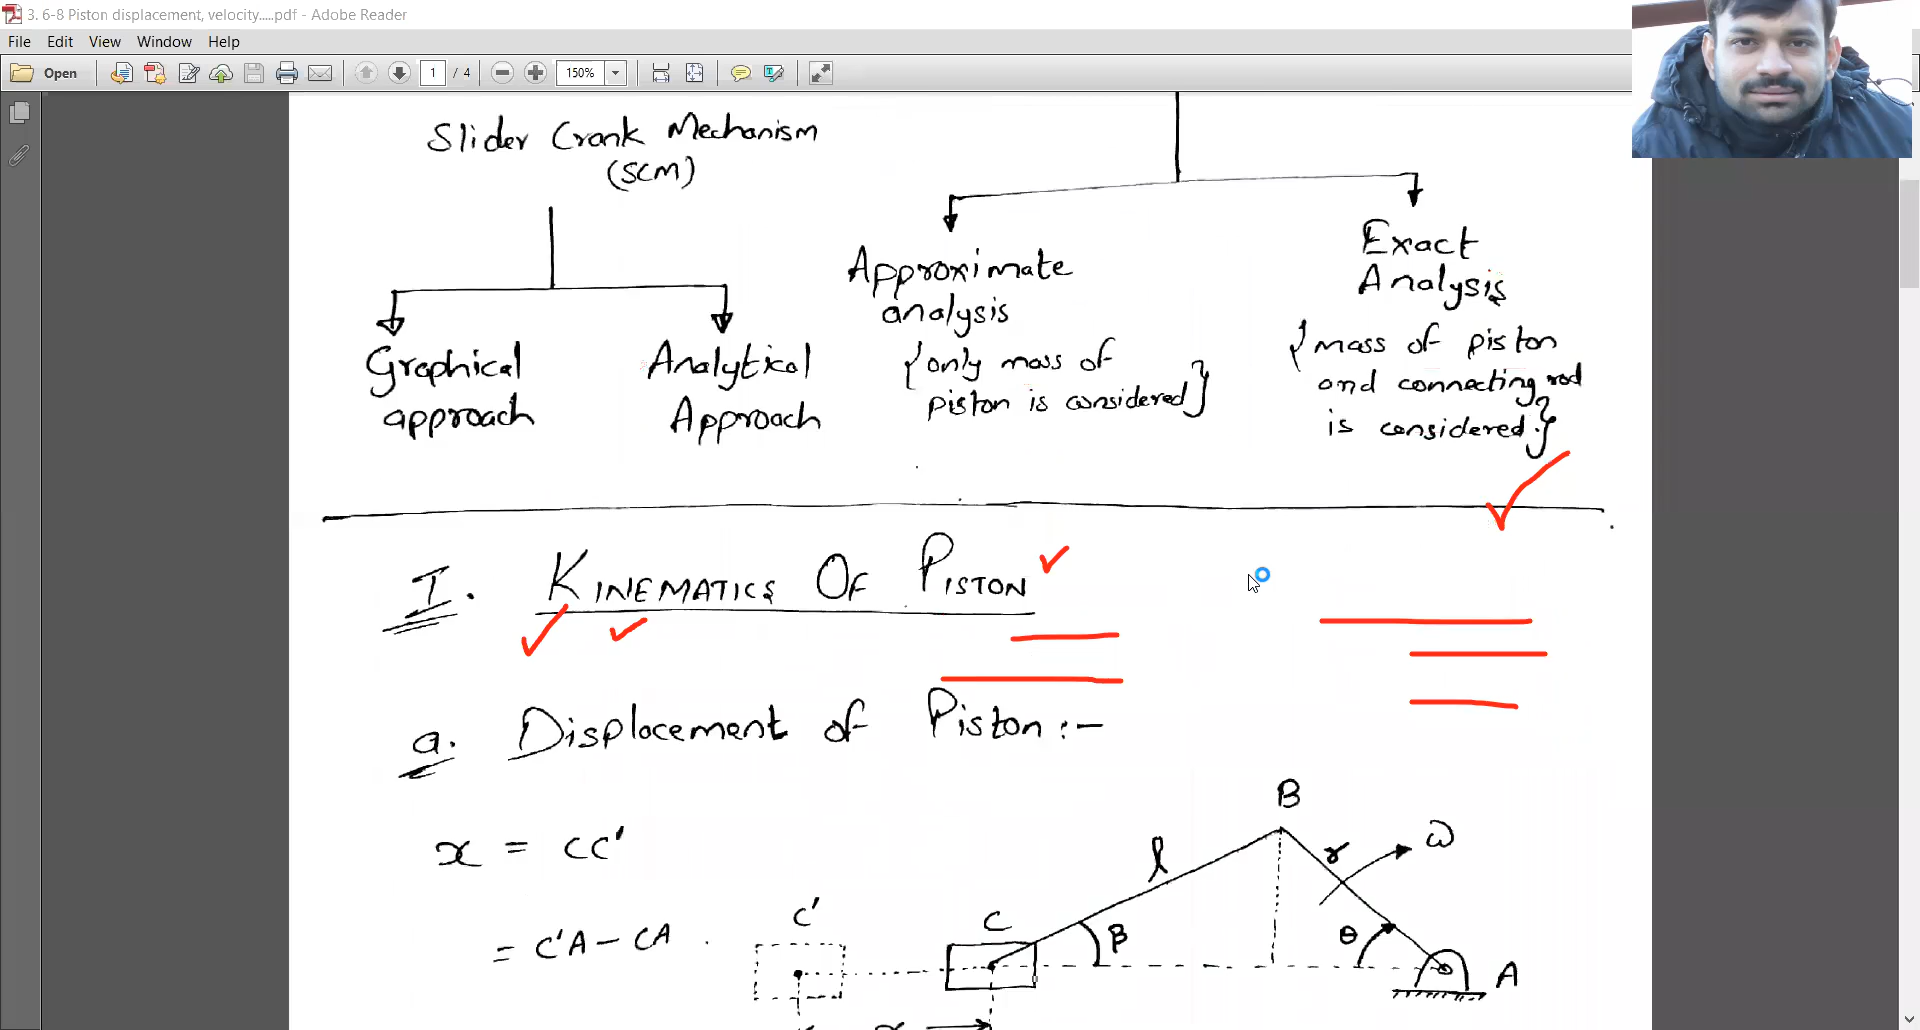 3. 6-8 Piston displacement, velocity.....pdf - Adobe Reader
File Edit View Window Help
Open 1 / 4 150%
Slider Crank Mechanism
(SCM)
Graphical
approach
Analytical
Approach
Approximate
analysis
{only mass of
piston is considered}
Exact
Analysis
{mass of piston
and connecting rod
is considered.}
I. KINEMATICS OF PISTON
a. Displacement of Piston :-
x = CC'
= C'A - CA
C'
C
β
l
B
r
ω
θ
A
x